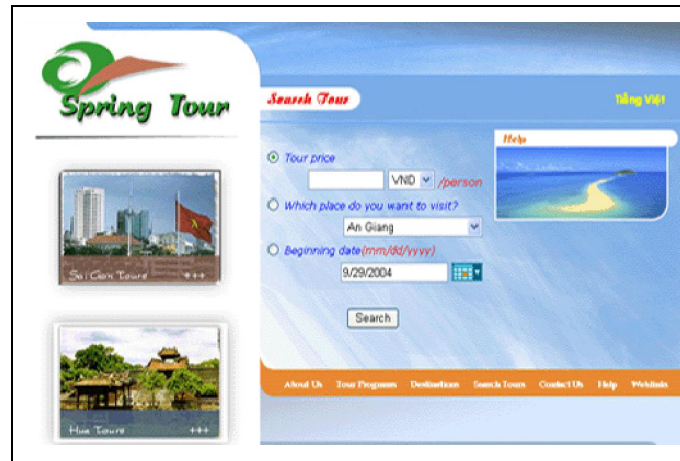 Spring Tour
Search Tour
Tiếng Việt
Help
Tour price
VND
/person
Which place do you want to visit?
An Giang
Beginning date(mm/dd/yyyy)
9/29/2004
Search
Sai Gon Tours
Hue Tours
About Us Tour Programs Destinations Search Tours Contact Us Help Weblinks